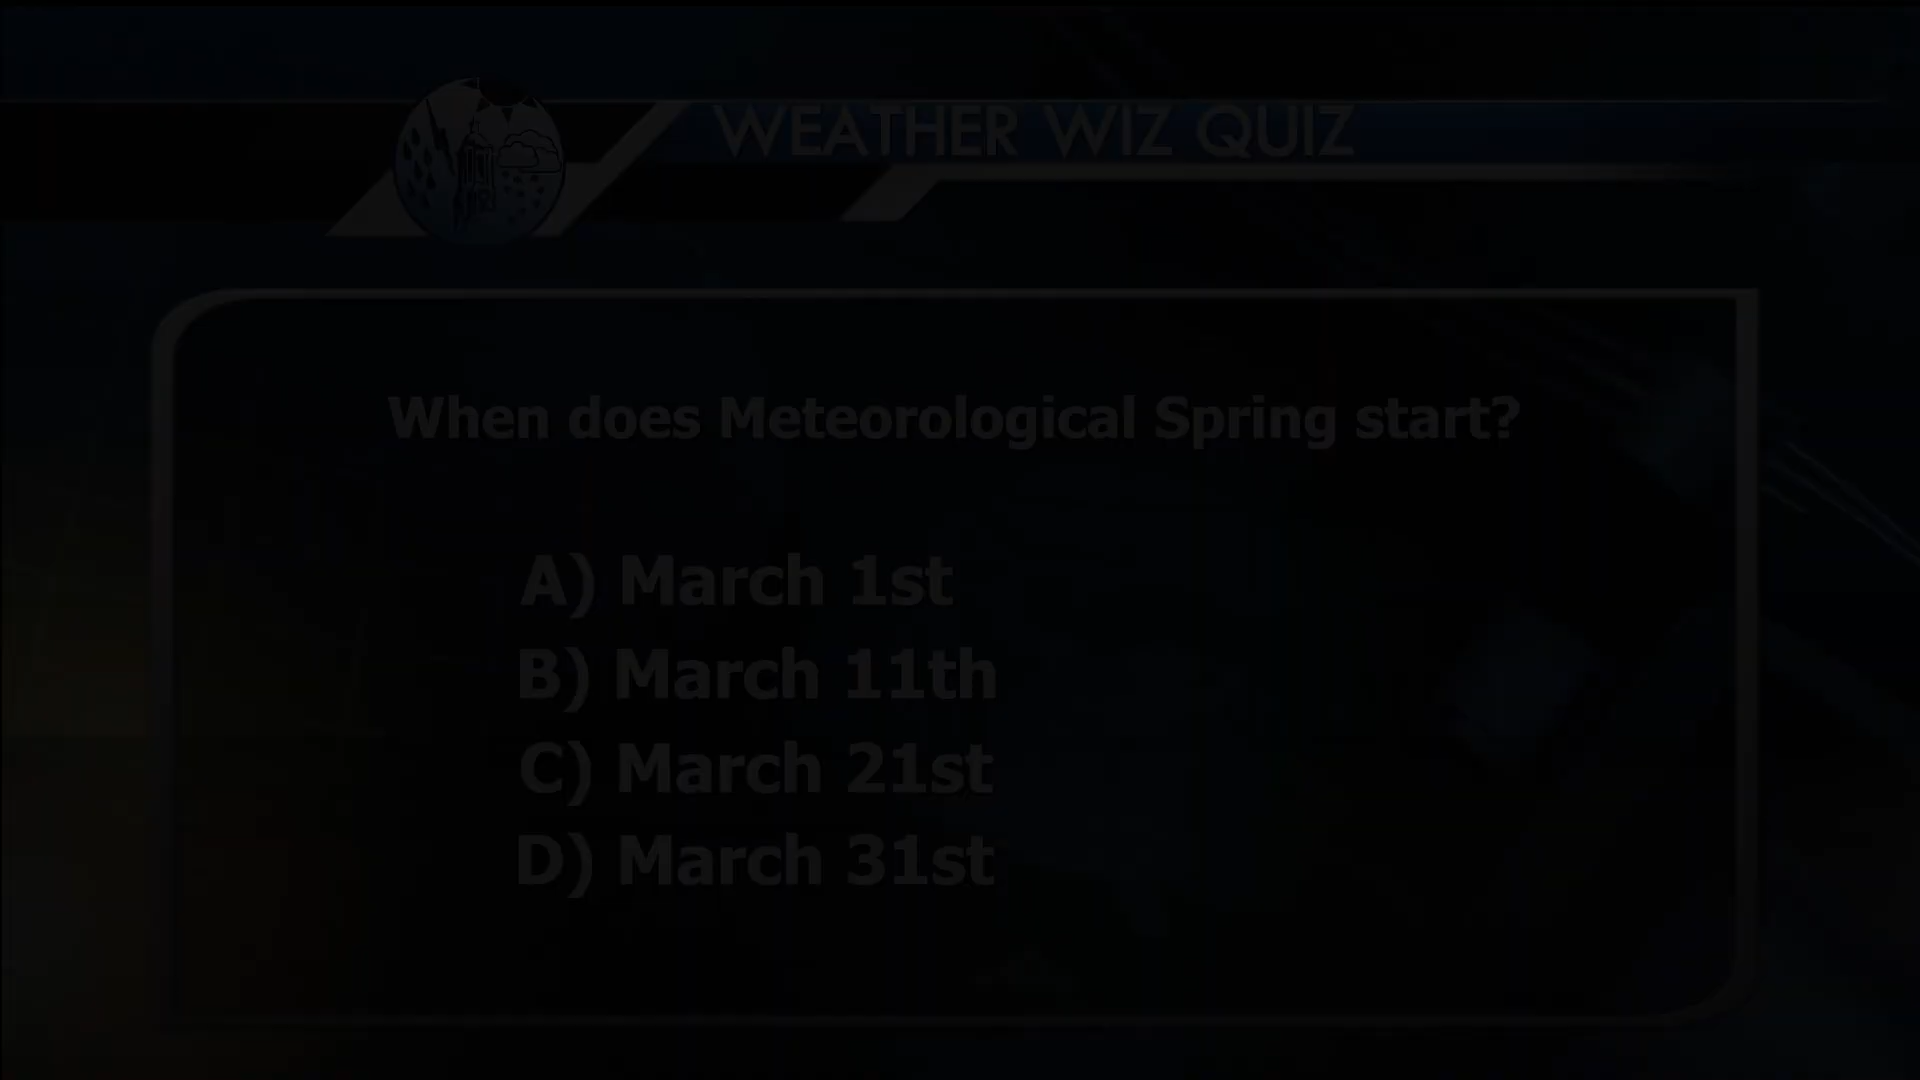 WEATHER WIZ QUIZ
When does Meteorological Spring start?
A) March 1st
B) March 11th
C) March 21st
D) March 31st